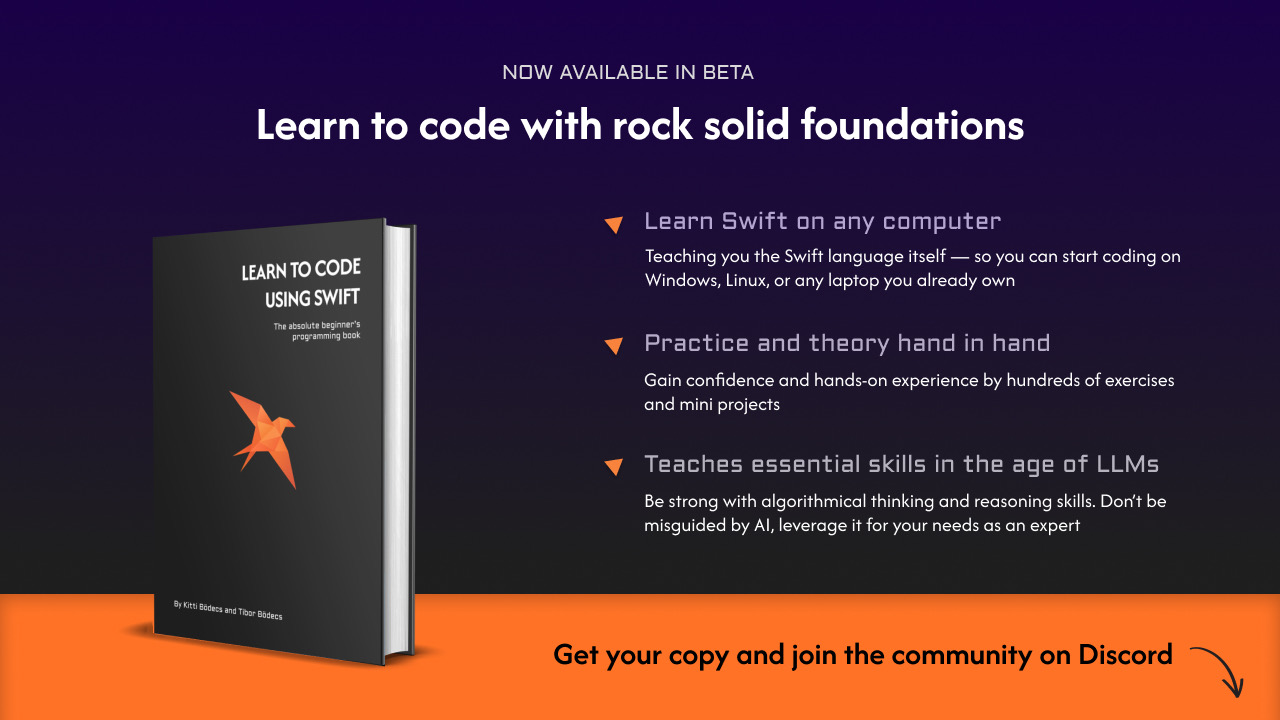 NOW AVAILABLE IN BETA
Learn to code with rock solid foundations
LEARN TO CODE
USING SWIFT
The absolute beginner's
programming book
By Kitti Bödecs and Tibor Bödecs
Learn Swift on any computer
Teaching you the Swift language itself — so you can start coding on
Windows, Linux, or any laptop you already own
Practice and theory hand in hand
Gain confidence and hands-on experience by hundreds of exercises
and mini projects
Teaches essential skills in the age of LLMs
Be strong with algorithmical thinking and reasoning skills. Don’t be
misguided by AI, leverage it for your needs as an expert
Get your copy and join the community on Discord